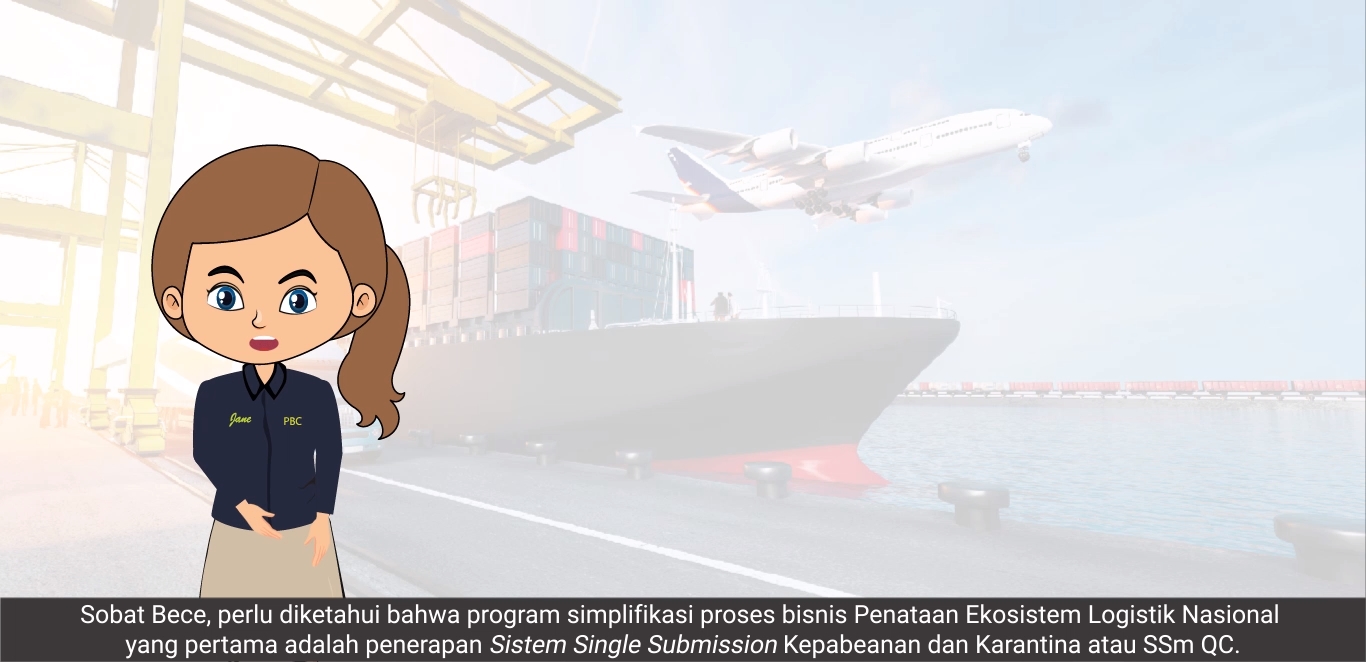 Jane PBC
Sobat Bece, perlu diketahui bahwa program simplifikasi proses bisnis Penataan Ekosistem Logistik Nasional
yang pertama adalah penerapan Sistem Single Submission Kepabeanan dan Karantina atau SSm QC.